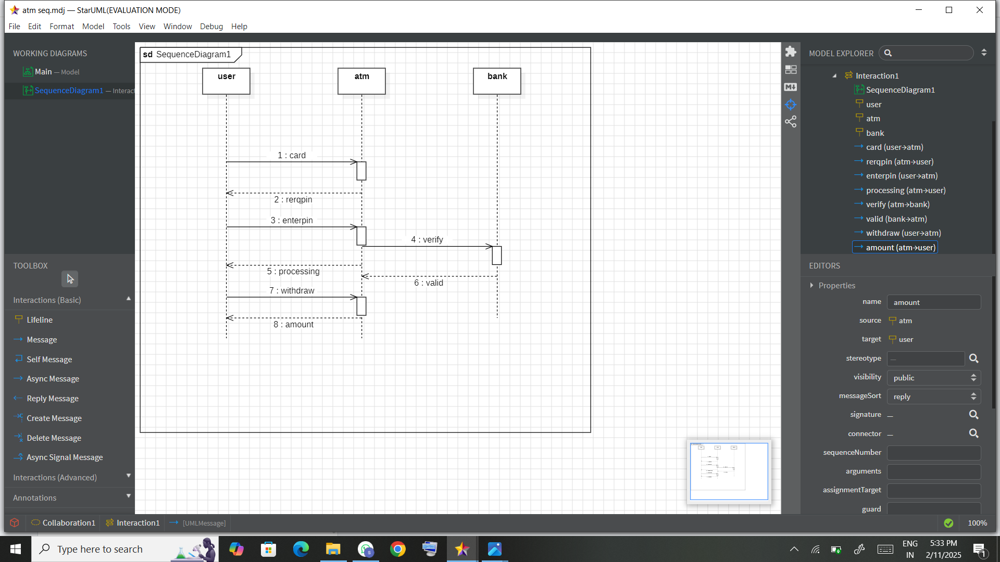 atm seq.mdj — StarUML(EVALUATION MODE)
File Edit Format Model Tools View Window Debug Help
WORKING DIAGRAMS
Main — Model
SequenceDiagram1 — Interact
TOOLBOX
Interactions (Basic)
Lifeline
Message
Self Message
Async Message
Reply Message
Create Message
Delete Message
Async Signal Message
Interactions (Advanced)
Annotations
sd SequenceDiagram1
user atm bank
1 : card
2 : rerqpin
3 : enterpin
4 : verify
5 : processing
6 : valid
7 : withdraw
8 : amount
MODEL EXPLORER
Interaction1
SequenceDiagram1
user
atm
bank
card (user→atm)
rerqpin (atm→user)
enterpin (user→atm)
processing (atm→user)
verify (atm→bank)
valid (bank→atm)
withdraw (user→atm)
amount (atm→user)
EDITORS
Properties
name amount
source atm
target user
stereotype —
visibility public
messageSort reply
signature —
connector —
sequenceNumber
arguments
assignmentTarget
guard
Collaboration1 Interaction1 [UMLMessage] 100%
Type here to search
ENG
IN
5:33 PM
2/11/2025
1